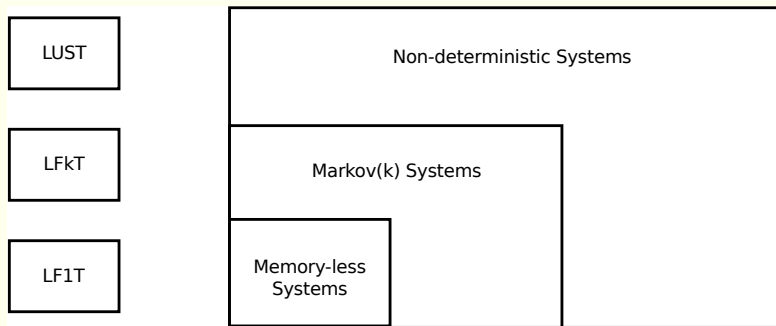 LUST
Non-deterministic Systems
LFkT
Markov(k) Systems
LF1T
Memory-less
Systems